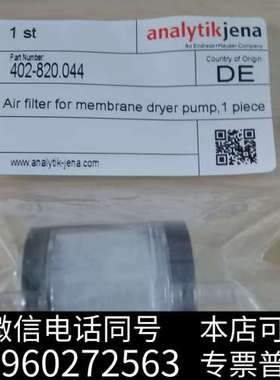 1 st
analytikjena
An Endress+Hauser Company
Part Number
402-820.044
Country of Origin
DE
Air filter for membrane dryer pump,1 piece
www.analytik-jena.com
微信电话同号
本店可
960272563
专票普